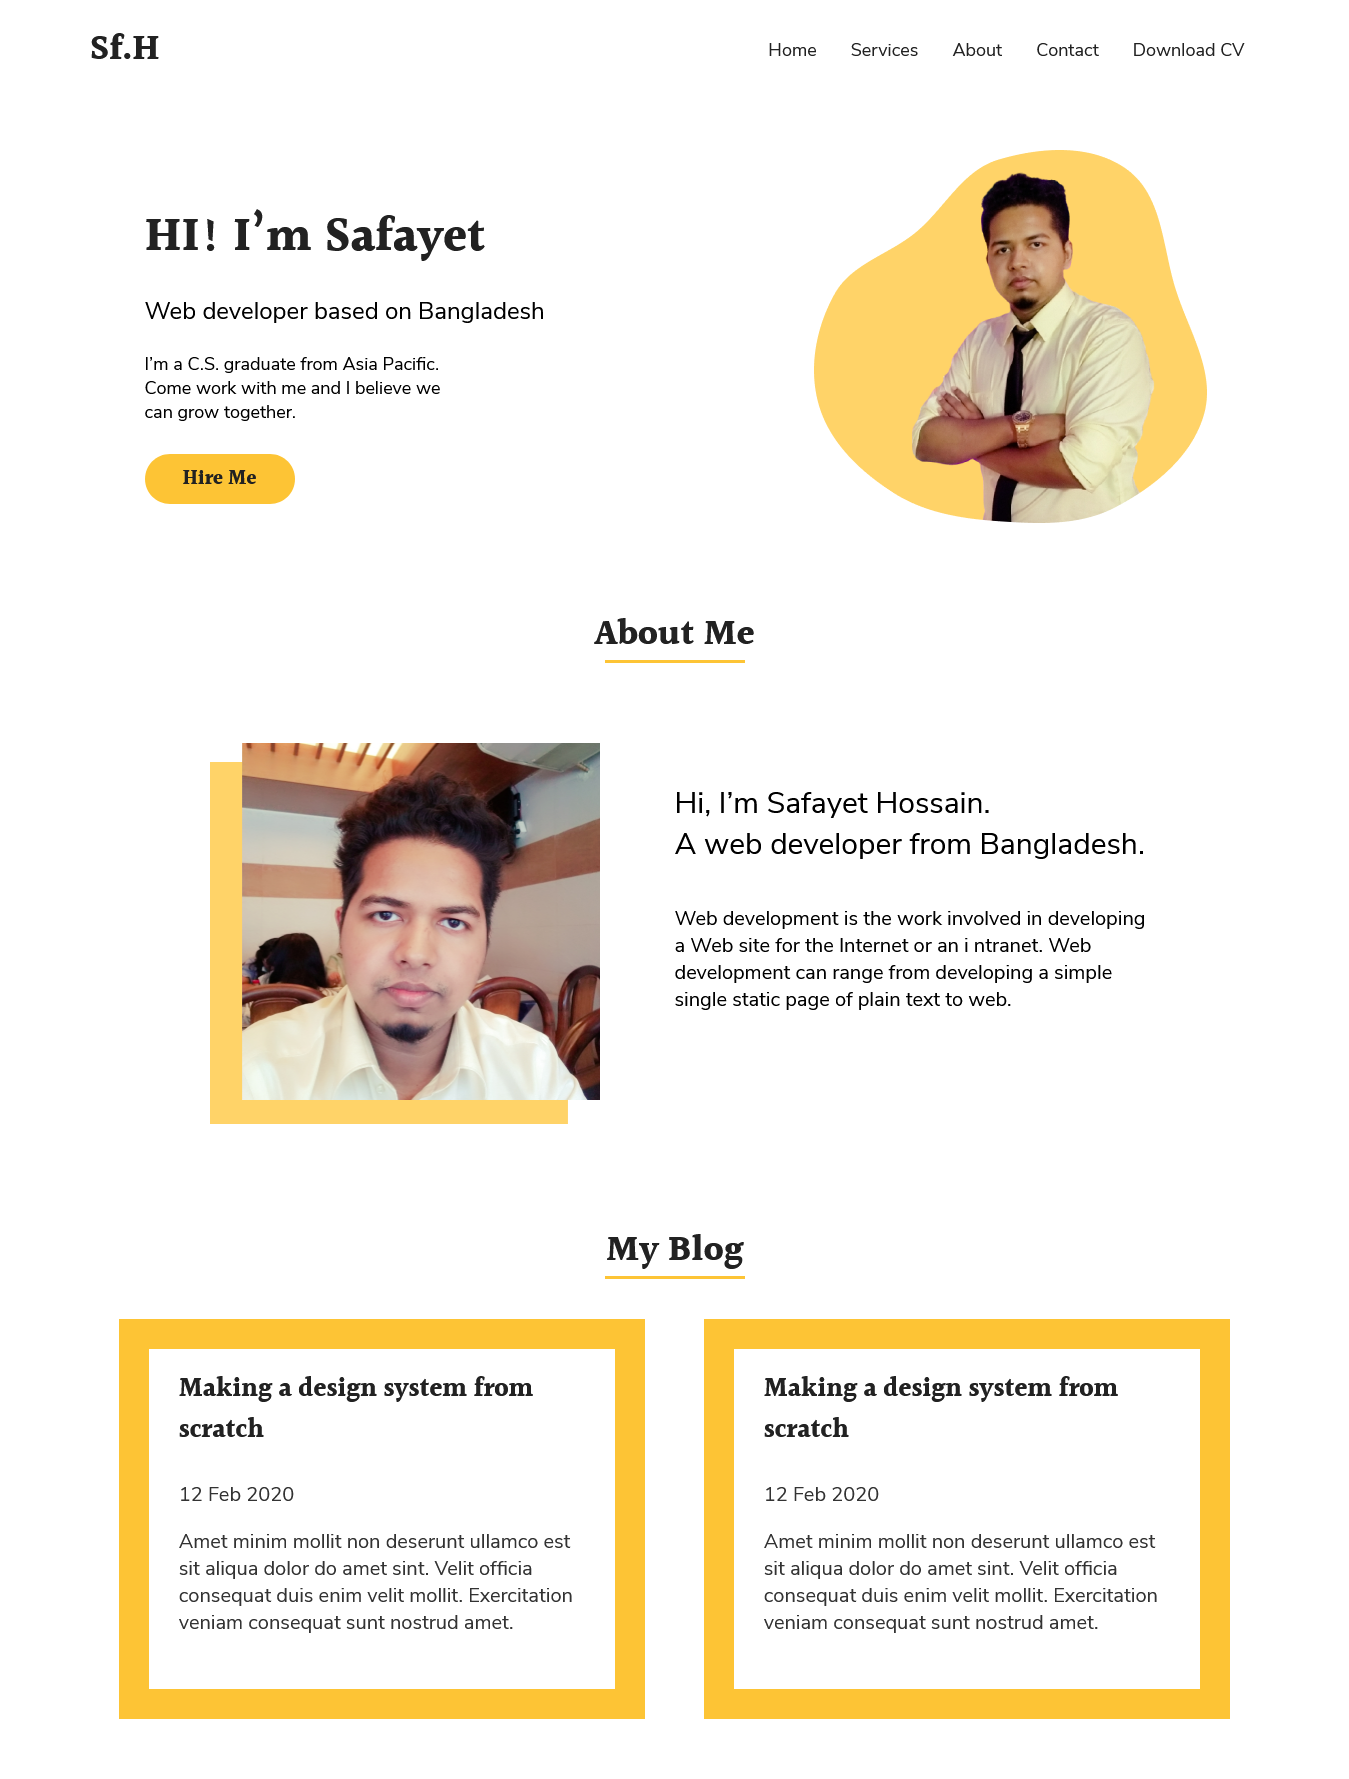 Sf.H
Home Services About Contact Download CV
HI! I’m Safayet
Web developer based on Bangladesh
I’m a C.S. graduate from Asia Pacific.
Come work with me and I believe we
can grow together.
Hire Me
About Me
Hi, I’m Safayet Hossain.
A web developer from Bangladesh.
Web development is the work involved in developing
a Web site for the Internet or an i ntranet. Web
development can range from developing a simple
single static page of plain text to web.
My Blog
Making a design system from
scratch
12 Feb 2020
Amet minim mollit non deserunt ullamco est
sit aliqua dolor do amet sint. Velit officia
consequat duis enim velit mollit. Exercitation
veniam consequat sunt nostrud amet.
Making a design system from
scratch
12 Feb 2020
Amet minim mollit non deserunt ullamco est
sit aliqua dolor do amet sint. Velit officia
consequat duis enim velit mollit. Exercitation
veniam consequat sunt nostrud amet.